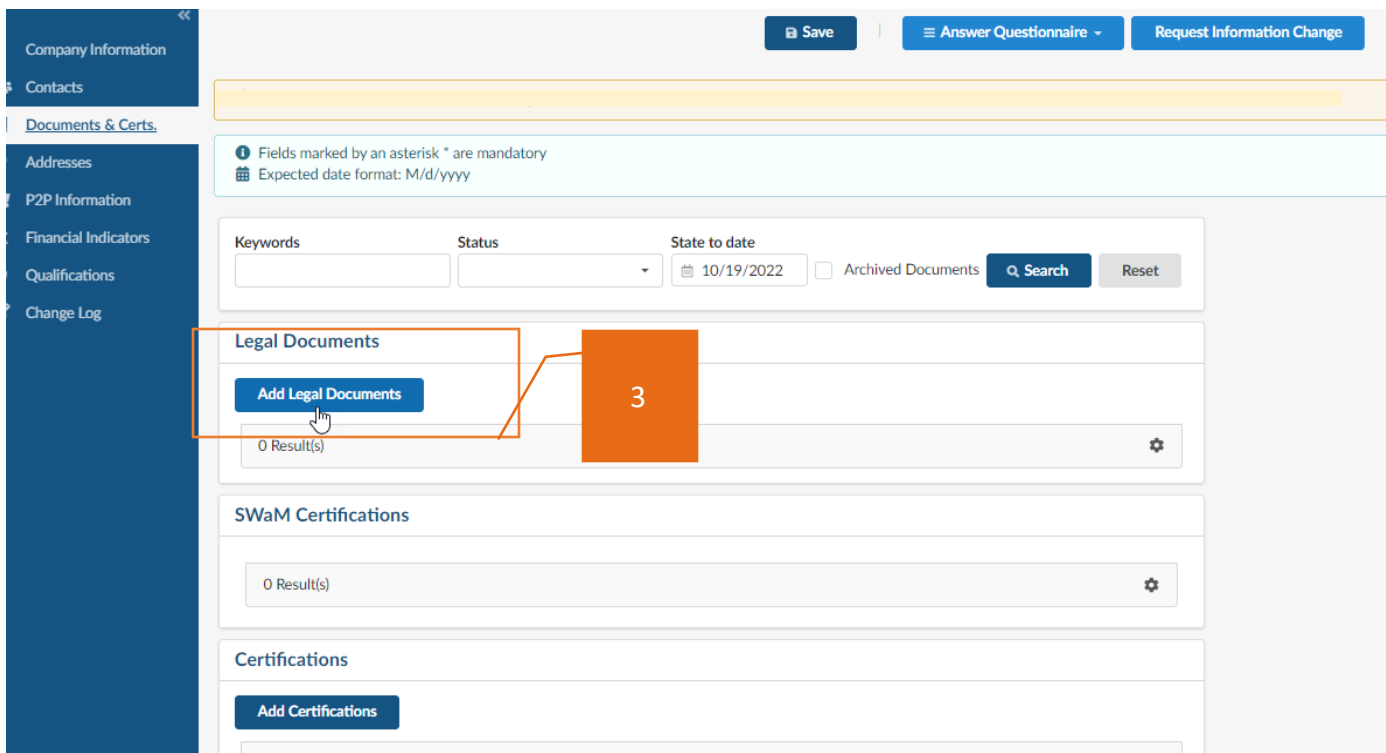 Company Information
Contacts
Documents & Certs.
Addresses
P2P Information
Financial Indicators
Qualifications
Change Log
Save
Answer Questionnaire
Request Information Change
Fields marked by an asterisk * are mandatory
Expected date format: M/d/yyyy
Keywords Status State to date
10/19/2022 Archived Documents Search Reset
Legal Documents
Add Legal Documents
3
0 Result(s)
SWaM Certifications
0 Result(s)
Certifications
Add Certifications